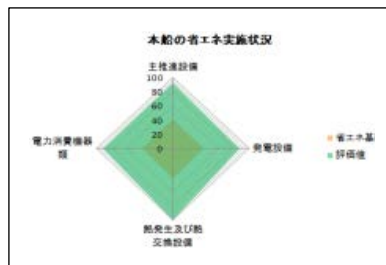 本船の省エネ実施状況
主推進設備
100
80
60
40
20
0
電力消費機器
類
発電設備
熱発生及び熱
交換設備
省エネ基
評価値